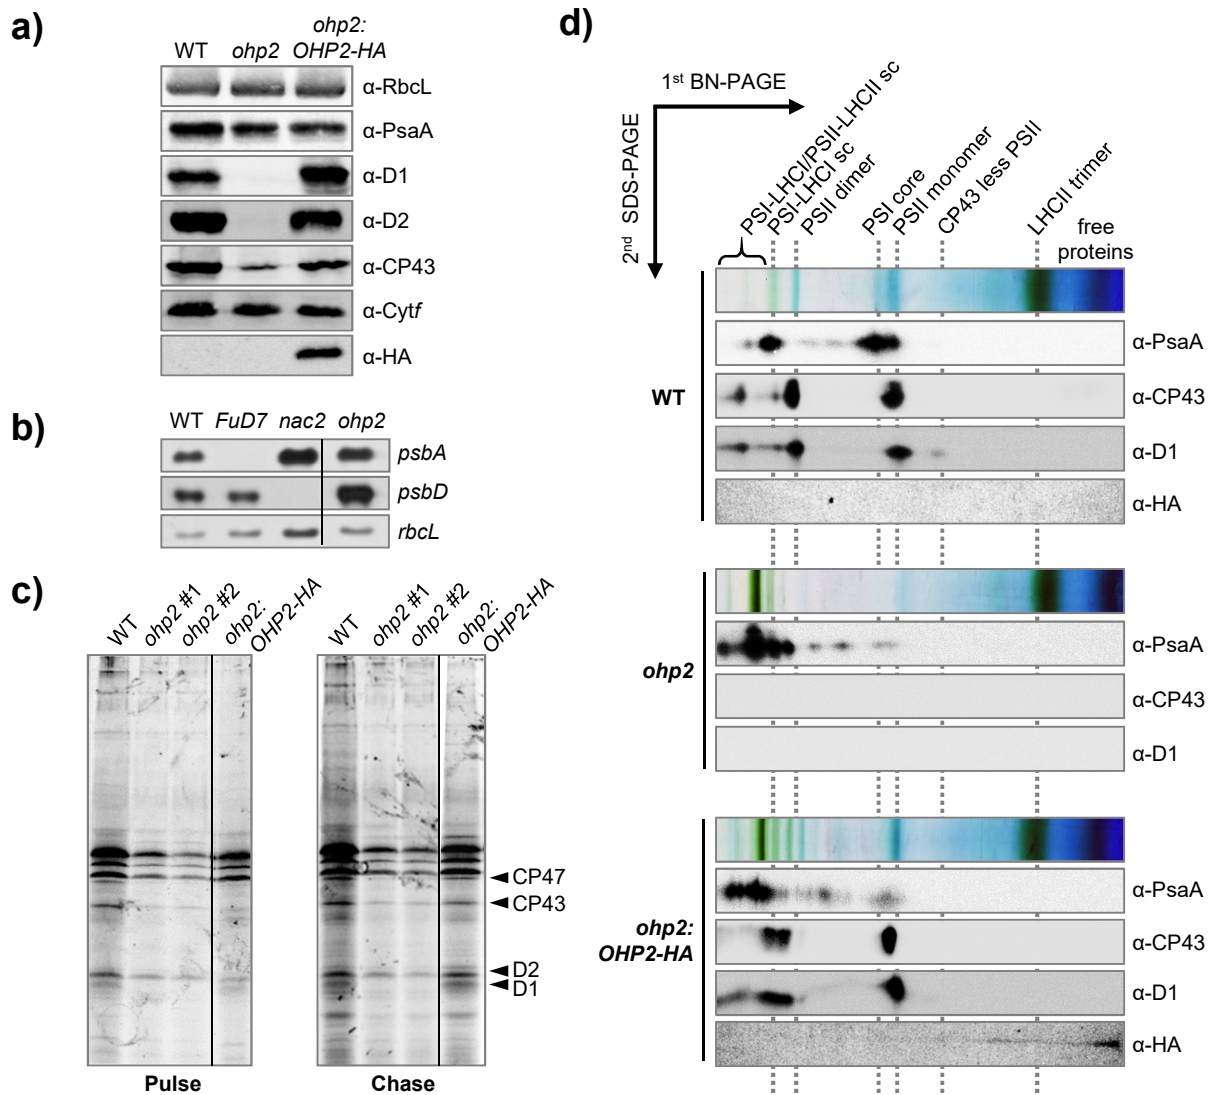 a)
WT ohp2 ohp2:
OHP2-HA
α-RbcL
α-PsaA
α-D1
α-D2
α-CP43
α-Cytf
α-HA
b)
WT FuD7 nac2 ohp2
psbA
psbD
rbcL
c)
WT ohp2 #1 ohp2 #2 ohp2:
OHP2-HA
WT ohp2 #1 ohp2 #2 ohp2:
OHP2-HA
CP47
CP43
D2
D1
Pulse
Chase
d)
1st BN-PAGE
2nd SDS-PAGE
PSI-LHCI/PSII-LHCII sc
PSI-LHCI sc
PSII dimer
PSI core
PSII monomer
CP43 less PSII
LHCII trimer
free
proteins
WT
α-PsaA
α-CP43
α-D1
α-HA
ohp2
α-PsaA
α-CP43
α-D1
ohp2:
OHP2-HA
α-PsaA
α-CP43
α-D1
α-HA